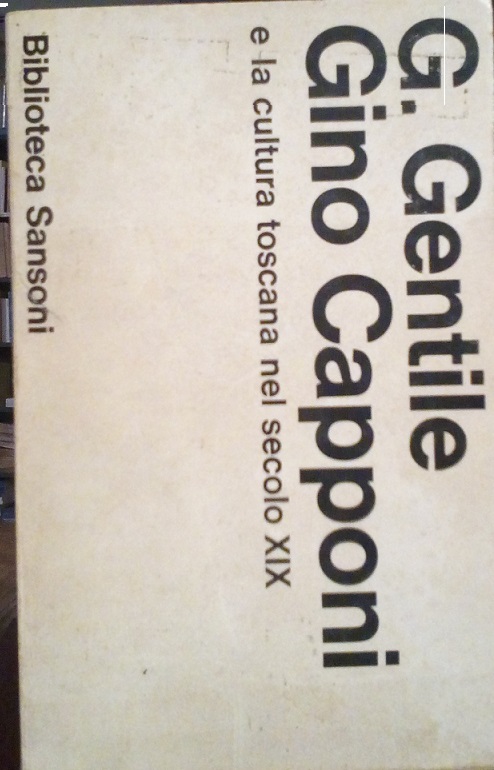 G. Gentile
Gino Capponi
e la cultura toscana nel secolo XIX
Biblioteca Sansoni